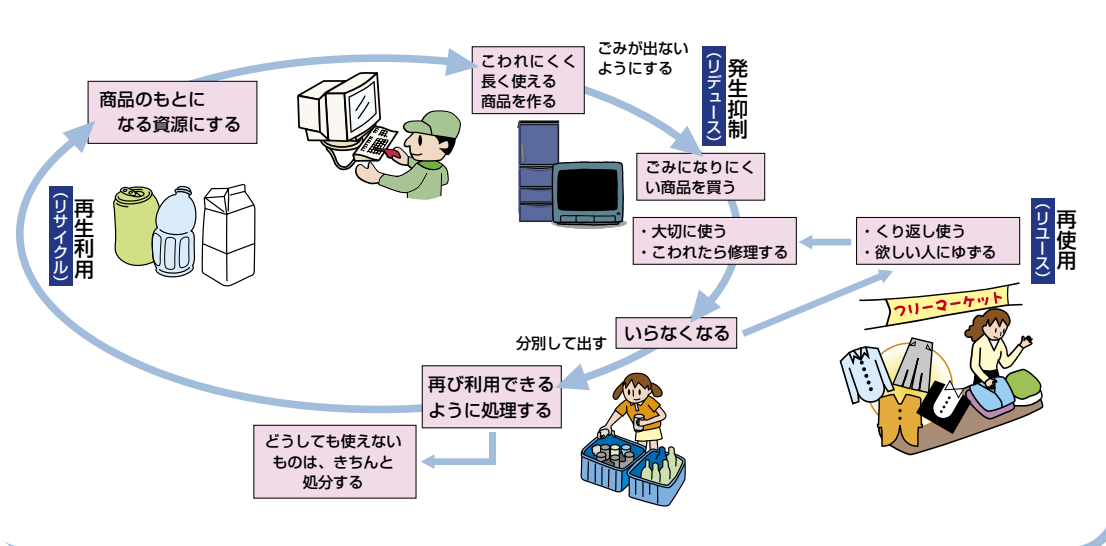 商品のもとに
なる資源にする
こわれにくく
長く使える
商品を作る
ごみが出ない
ようにする
発生抑制
（リデュース）
ごみになりにく
い商品を買う
・大切に使う
・こわれたら修理する
・くり返し使う
・欲しい人にゆずる
再使用
（リユース）
フリーマーケット
いらなくなる
分別して出す
再び利用できる
ように処理する
どうしても使えない
ものは、きちんと
処分する
再生利用
（リサイクル）